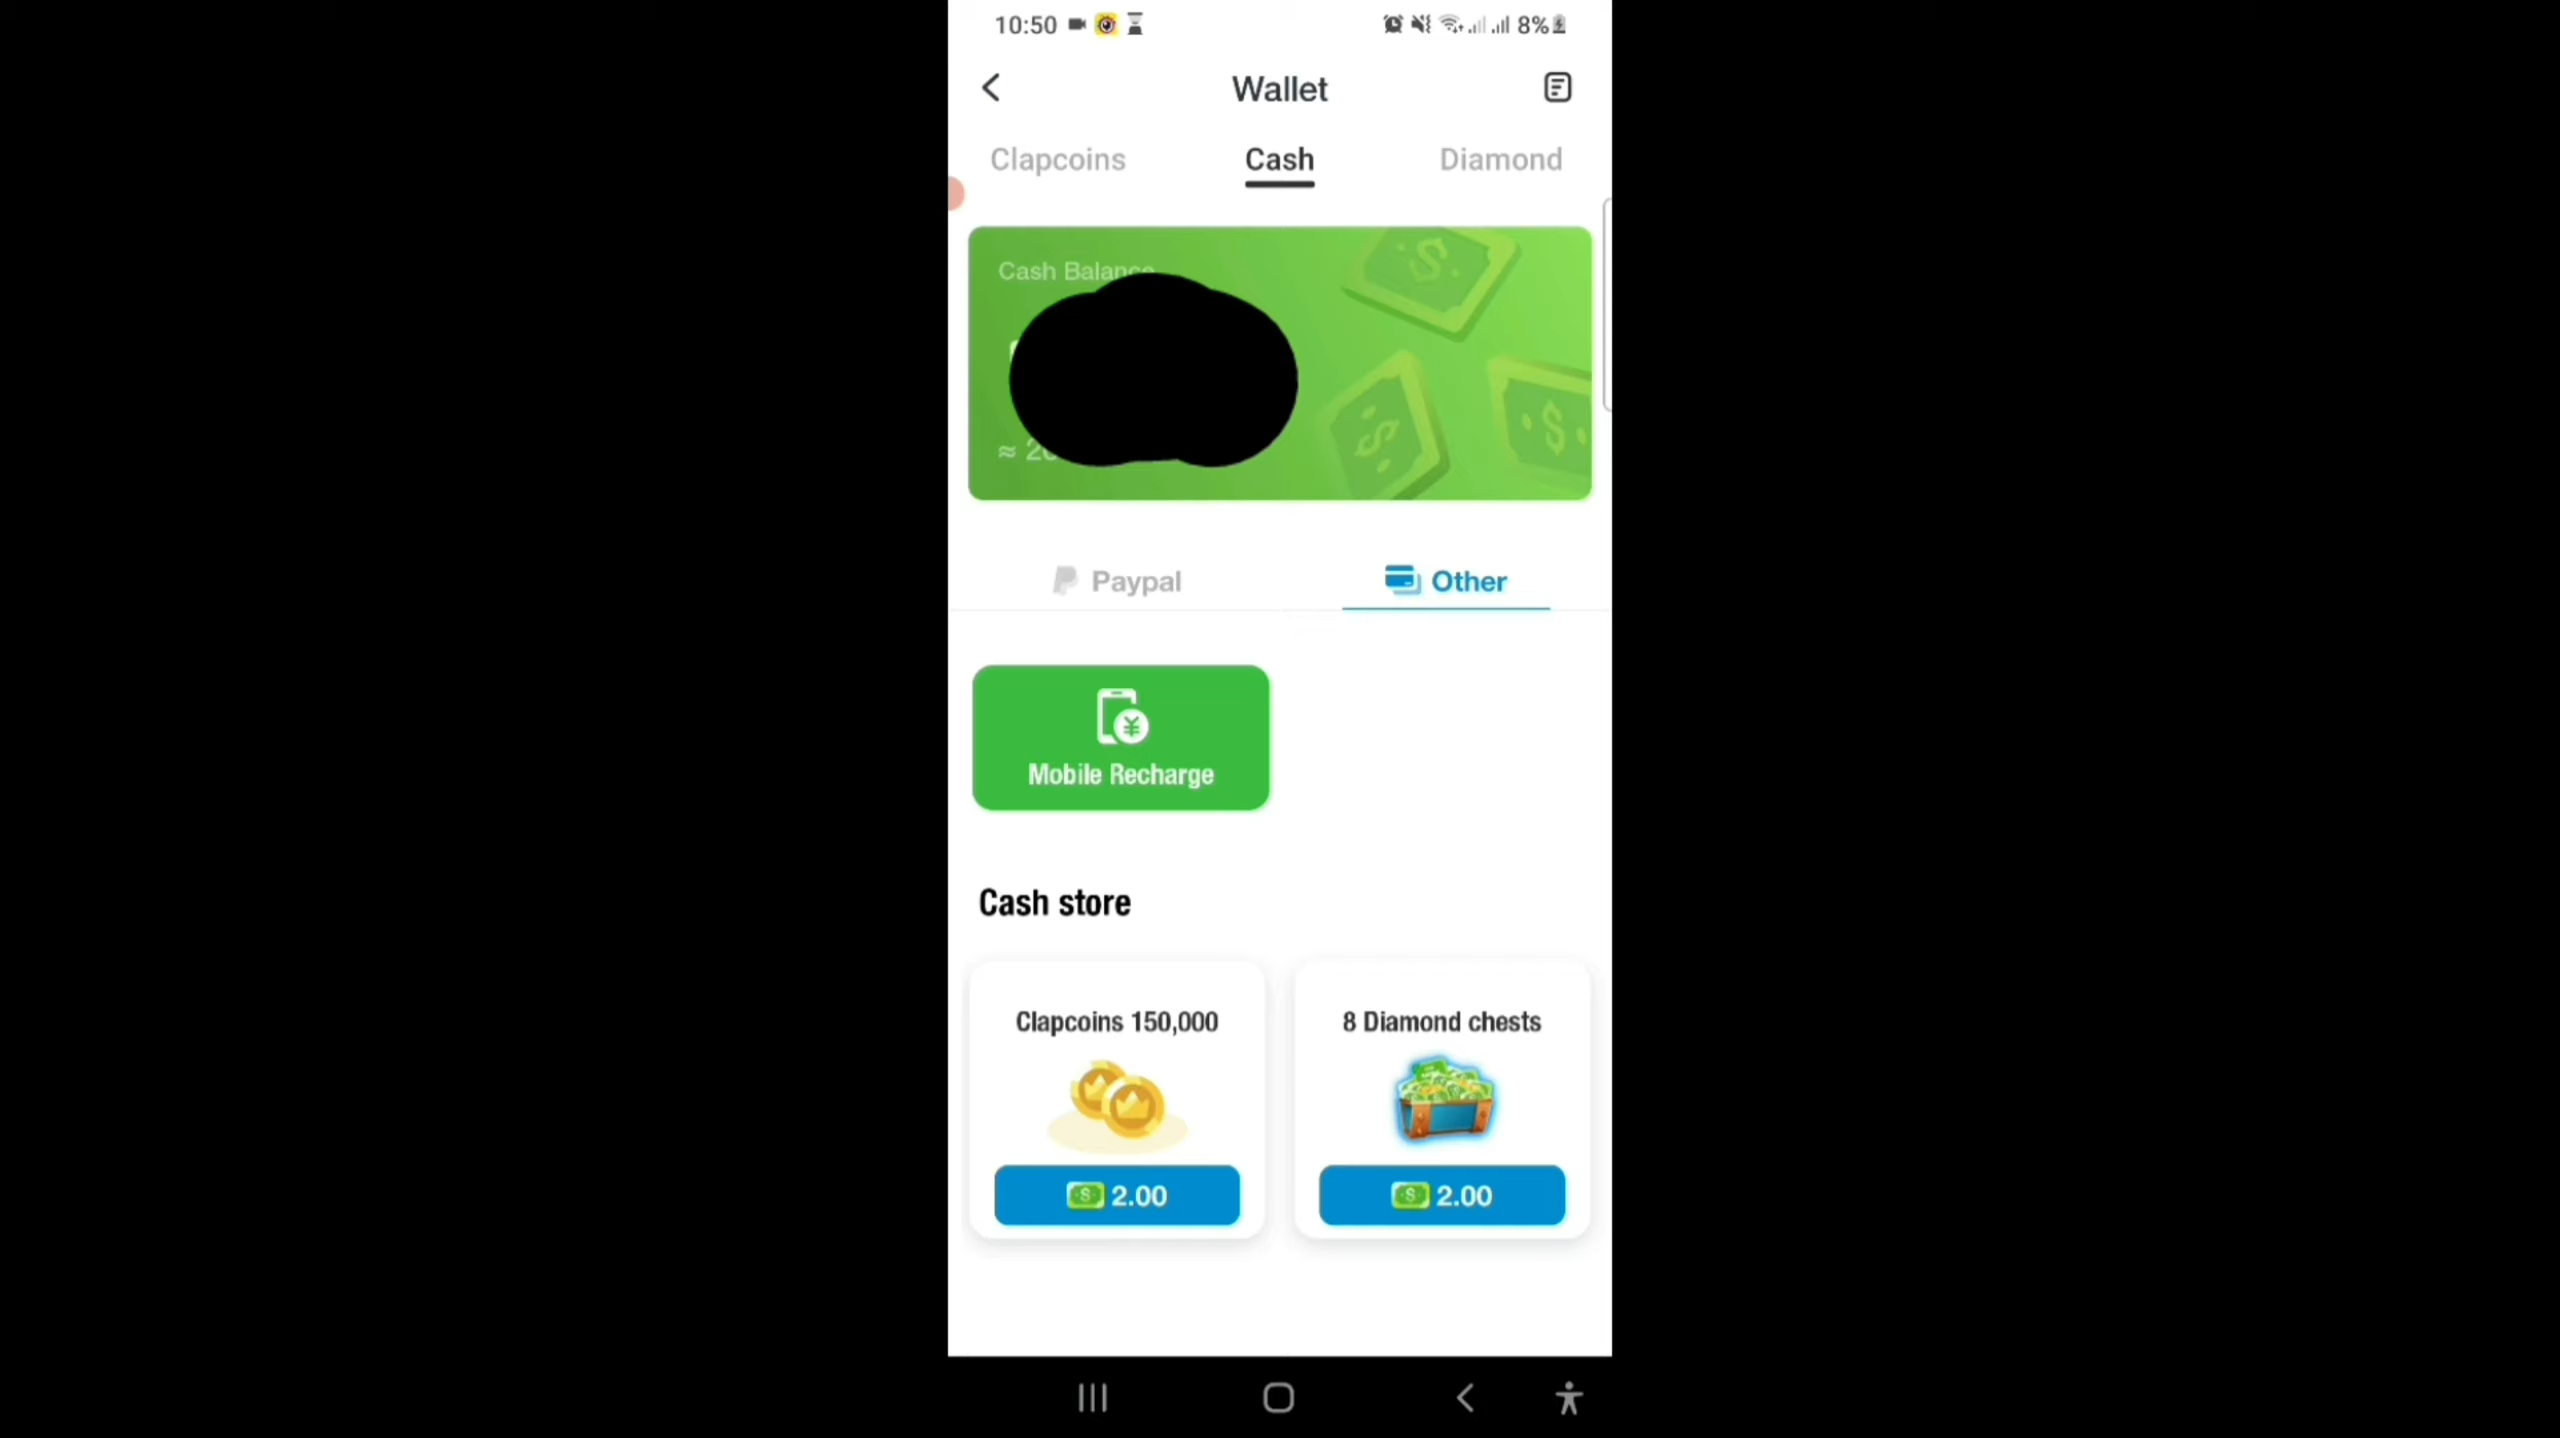 10:50 8%
Wallet
Clapcoins Cash Diamond
Cash Balance
≈
Paypal Other
Mobile Recharge
Cash store
Clapcoins 150,000 8 Diamond chests
2.00 2.00